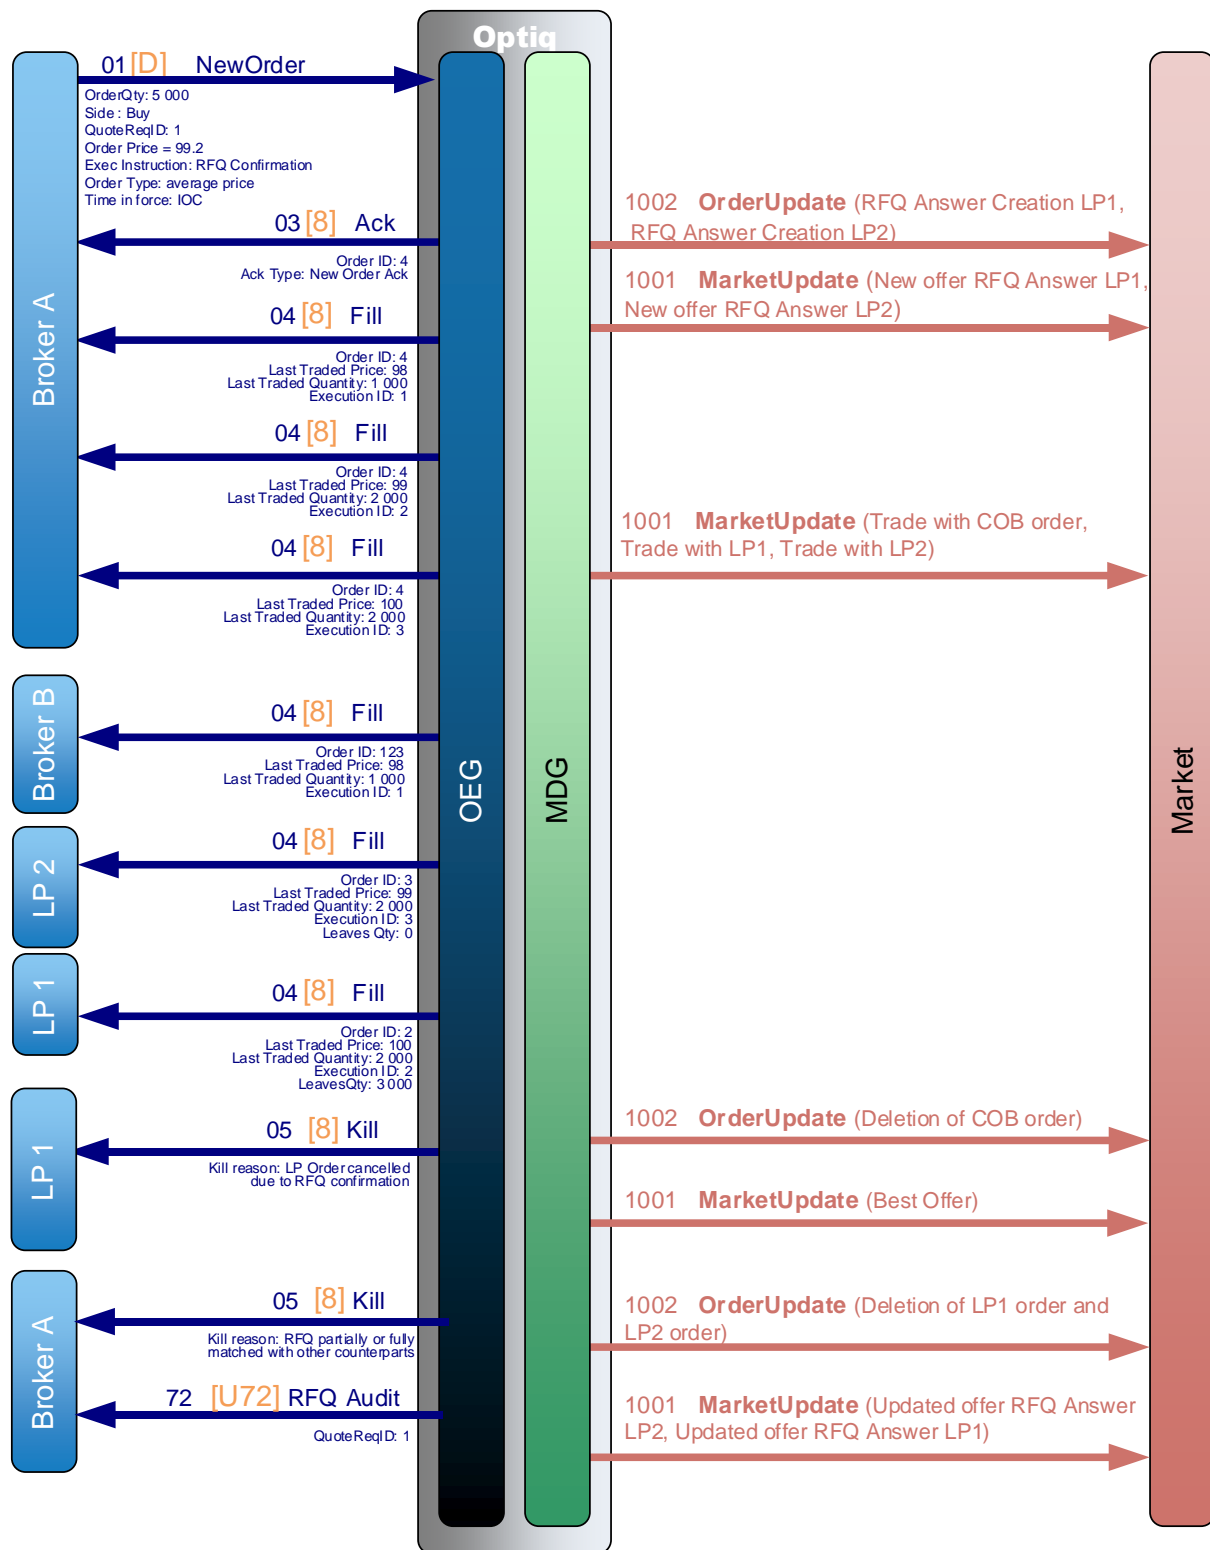 Optiq
01 [D] NewOrder
OrderQty: 5 000
Side : Buy
QuoteReqID: 1
Order Price = 99.2
Exec Instruction: RFQ Confirmation
Order Type: average price
Time in force: IOC
03 [8] Ack
Order ID: 4
Ack Type: New Order Ack
04 [8] Fill
Order ID: 4
Last Traded Price: 98
Last Traded Quantity: 1 000
Execution ID: 1
04 [8] Fill
Order ID: 4
Last Traded Price: 99
Last Traded Quantity: 2 000
Execution ID: 2
04 [8] Fill
Order ID: 4
Last Traded Price: 100
Last Traded Quantity: 2 000
Execution ID: 3
Broker A
04 [8] Fill
Order ID: 123
Last Traded Price: 98
Last Traded Quantity: 1 000
Execution ID: 1
Broker B
04 [8] Fill
Order ID: 3
Last Traded Price: 99
Last Traded Quantity: 2 000
Execution ID: 3
Leaves Qty: 0
LP 2
04 [8] Fill
Order ID: 2
Last Traded Price: 100
Last Traded Quantity: 2 000
Execution ID: 2
LeavesQty: 3 000
LP 1
05 [8] Kill
Kill reason: LP Order cancelled
due to RFQ confirmation
LP 1
05 [8] Kill
Kill reason: RFQ partially or fully
matched with other counterparts
72 [U72] RFQ Audit
QuoteReqID: 1
Broker A
OEG
MDG
1002 OrderUpdate (RFQ Answer Creation LP1,
RFQ Answer Creation LP2)
1001 MarketUpdate (New offer RFQ Answer LP1,
New offer RFQ Answer LP2)
1001 MarketUpdate (Trade with COB order,
Trade with LP1, Trade with LP2)
1002 OrderUpdate (Deletion of COB order)
1001 MarketUpdate (Best Offer)
1002 OrderUpdate (Deletion of LP1 order and
LP2 order)
1001 MarketUpdate (Updated offer RFQ Answer
LP2, Updated offer RFQ Answer LP1)
Market